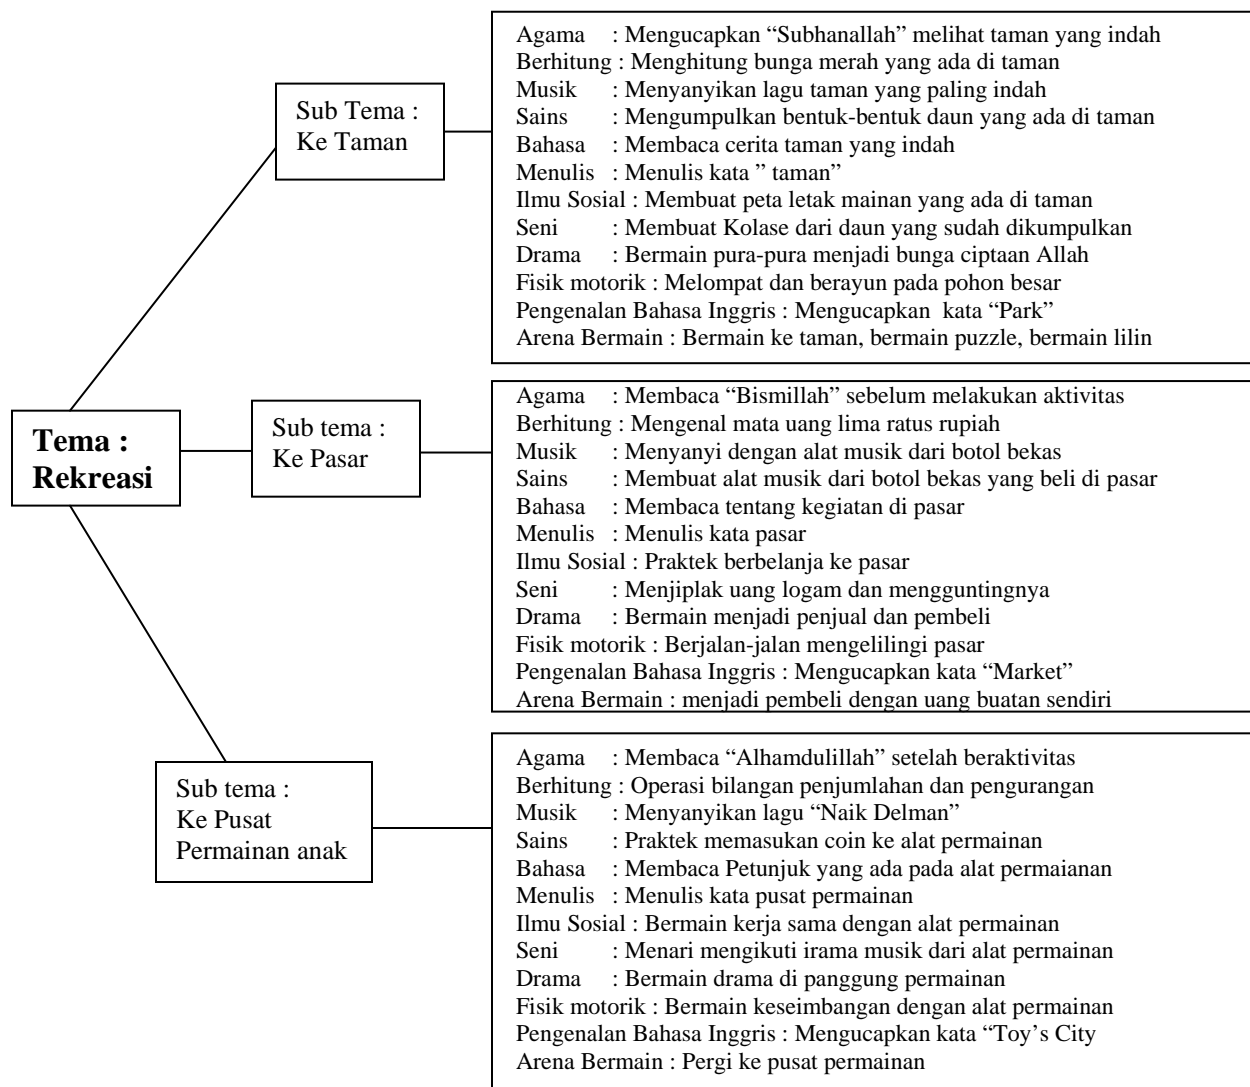 Tema :
Rekreasi
Sub Tema :
Ke Taman
Agama : Mengucapkan “Subhanallah” melihat taman yang indah
Berhitung : Menghitung bunga merah yang ada di taman
Musik : Menyanyikan lagu taman yang paling indah
Sains : Mengumpulkan bentuk-bentuk daun yang ada di taman
Bahasa : Membaca cerita taman yang indah
Menulis : Menulis kata ” taman”
Ilmu Sosial : Membuat peta letak mainan yang ada di taman
Seni : Membuat Kolase dari daun yang sudah dikumpulkan
Drama : Bermain pura-pura menjadi bunga ciptaan Allah
Fisik motorik : Melompat dan berayun pada pohon besar
Pengenalan Bahasa Inggris : Mengucapkan kata “Park”
Arena Bermain : Bermain ke taman, bermain puzzle, bermain lilin
Sub tema :
Ke Pasar
Agama : Membaca “Bismillah” sebelum melakukan aktivitas
Berhitung : Mengenal mata uang lima ratus rupiah
Musik : Menyanyi dengan alat musik dari botol bekas
Sains : Membuat alat musik dari botol bekas yang beli di pasar
Bahasa : Membaca tentang kegiatan di pasar
Menulis : Menulis kata pasar
Ilmu Sosial : Praktek berbelanja ke pasar
Seni : Menjiplak uang logam dan mengguntingnya
Drama : Bermain menjadi penjual dan pembeli
Fisik motorik : Berjalan-jalan mengelilingi pasar
Pengenalan Bahasa Inggris : Mengucapkan kata “Market”
Arena Bermain : menjadi pembeli dengan uang buatan sendiri
Sub tema :
Ke Pusat
Permainan anak
Agama : Membaca “Alhamdulillah” setelah beraktivitas
Berhitung : Operasi bilangan penjumlahan dan pengurangan
Musik : Menyanyikan lagu “Naik Delman”
Sains : Praktek memasukan coin ke alat permainan
Bahasa : Membaca Petunjuk yang ada pada alat permaianan
Menulis : Menulis kata pusat permainan
Ilmu Sosial : Bermain kerja sama dengan alat permainan
Seni : Menari mengikuti irama musik dari alat permainan
Drama : Bermain drama di panggung permainan
Fisik motorik : Bermain keseimbangan dengan alat permainan
Pengenalan Bahasa Inggris : Mengucapkan kata “Toy’s City
Arena Bermain : Pergi ke pusat permainan